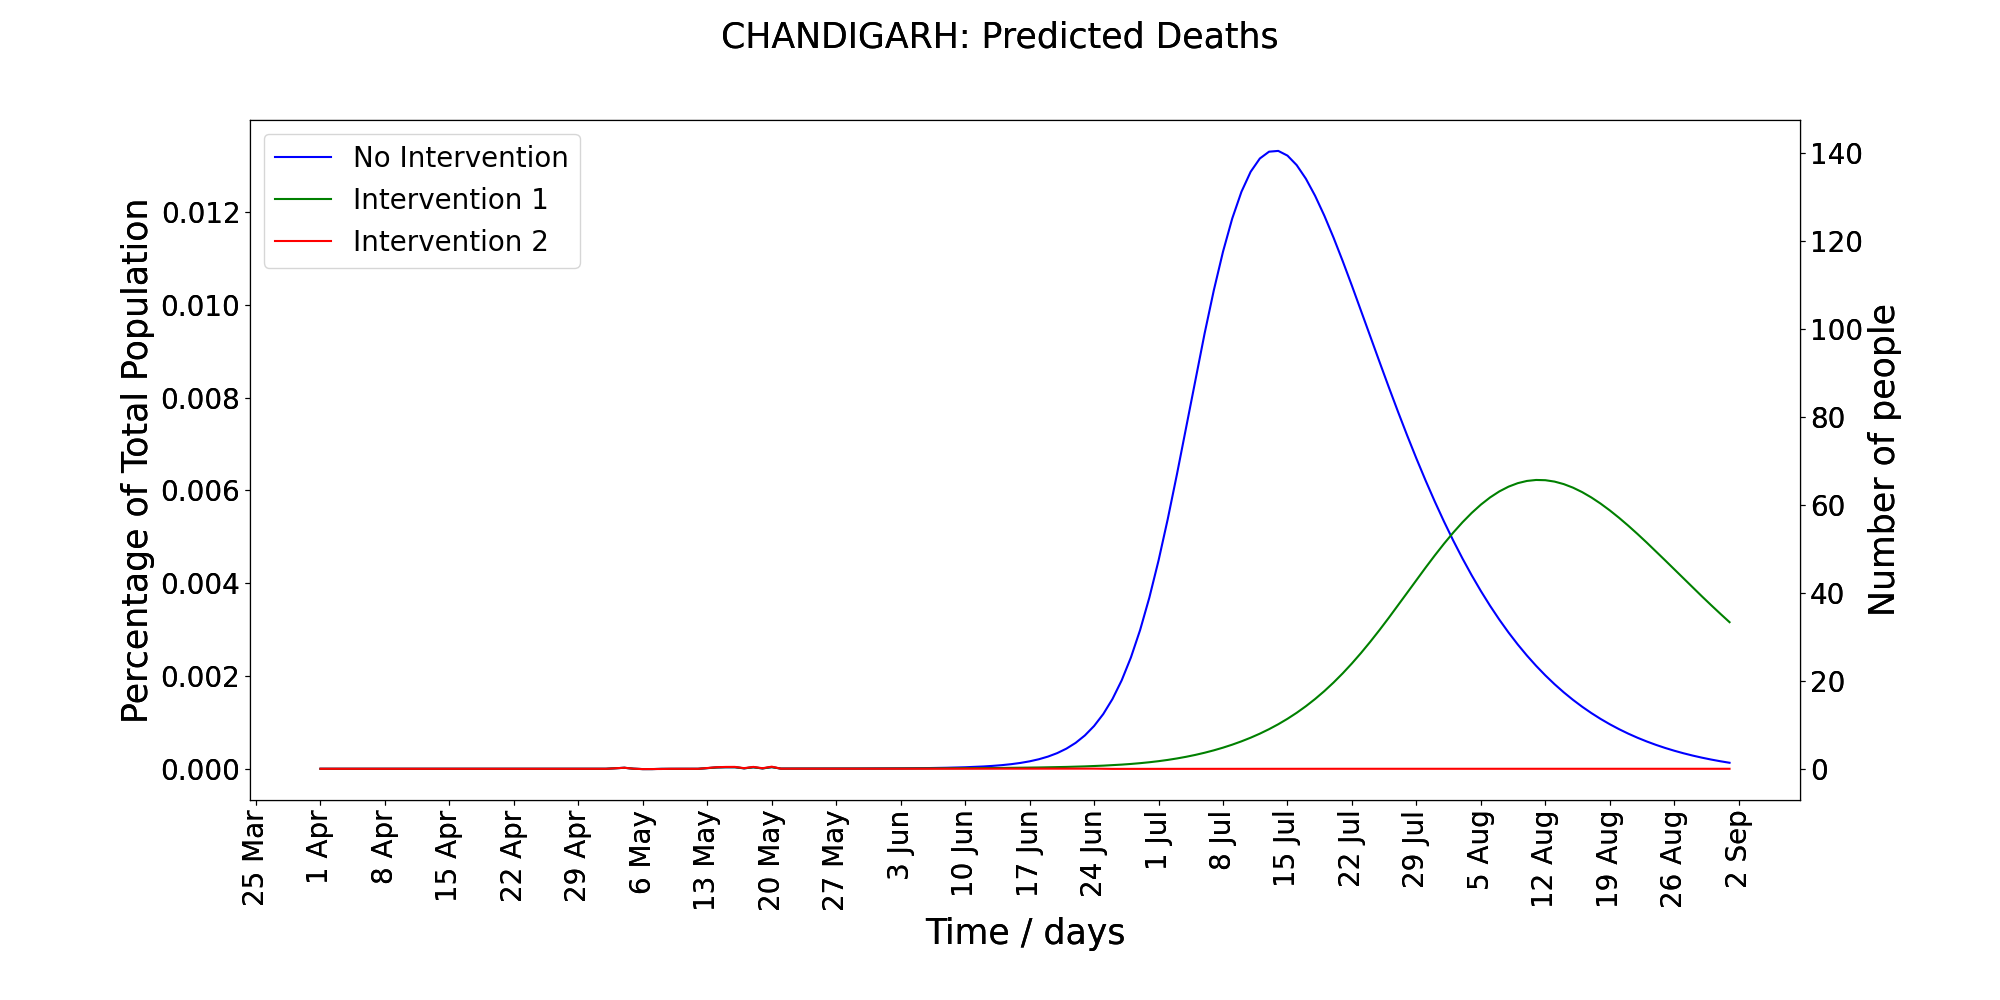 CHANDIGARH: Predicted Deaths
No Intervention
Intervention 1
Intervention 2
Percentage of Total Population
0.012
0.010
0.008
0.006
0.004
0.002
0.000
140
120
100
80
60
40
20
0
Number of people
25 Mar
1 Apr
8 Apr
15 Apr
22 Apr
29 Apr
6 May
13 May
20 May
27 May
3 Jun
10 Jun
17 Jun
24 Jun
1 Jul
8 Jul
15 Jul
22 Jul
29 Jul
5 Aug
12 Aug
19 Aug
26 Aug
2 Sep
Time / days